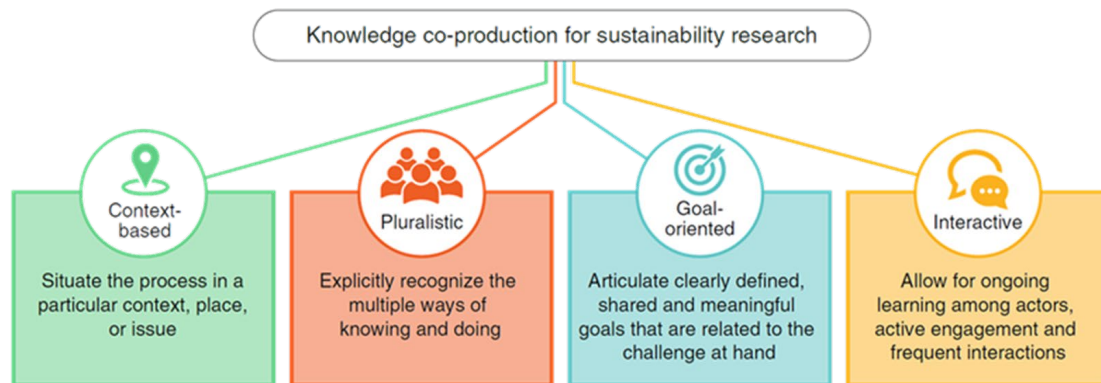 Knowledge co-production for sustainability research
Context-
based
Situate the process in a
particular context, place,
or issue
Pluralistic
Explicitly recognize the
multiple ways of
knowing and doing
Goal-
oriented
Articulate clearly defined,
shared and meaningful
goals that are related to the
challenge at hand
Interactive
Allow for ongoing
learning among actors,
active engagement and
frequent interactions